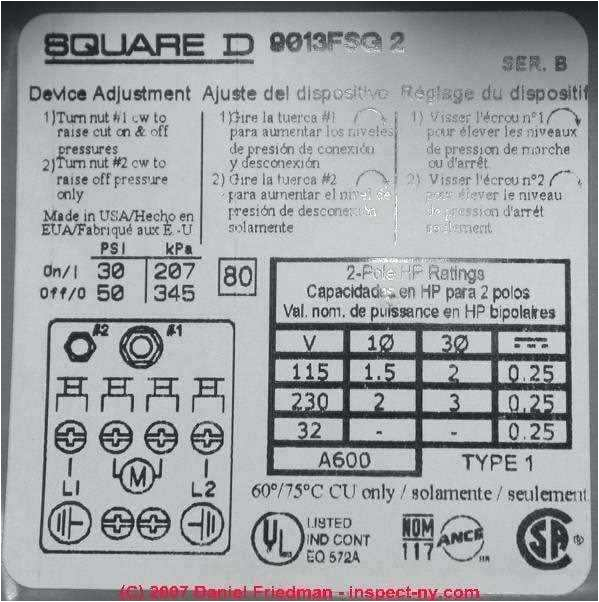 SQUARE D 9013FSG 2
SER. B
Device Adjustment
1)Turn nut #1 cw to
raise cut on & off
pressures
2)Turn nut #2 cw to
raise off pressure
only
Made in USA/Hecho en
EUA/Fabriqué aux E.-U
Ajuste del dispositivo
1)Gire la tuerca #1
para aumentar los niveles
de presión de conexión
y desconexión
2) Gire la tuerca #2
para aumentar el nivel de
presión de desconexión
solamente
Réglage du dispositif
1) Visser l'écrou n°1
pour élever les niveaux
de pression de marche
ou d'arrêt.
2) Visser l'écrou n°2
pour élever le niveau
de pression d'arrêt
seulement
PSI kPa
On/I 30 207
Off/O 50 345
80
#2 #1
M
L1 L2
2-Pole HP Ratings
Capacidades en HP para 2 polos
Val. nom. de puissance en HP bipolaires
V 1Ø 3Ø
115 1.5 2 0.25
230 2 3 0.25
32 - - 0.25
A600 TYPE 1
60°/75°C CU only / solamente / seulement
UL LISTED
IND CONT
EQ 572A
NOM
117
ANCE
SA
(C) 2007 Daniel Friedman - inspect-ny.com